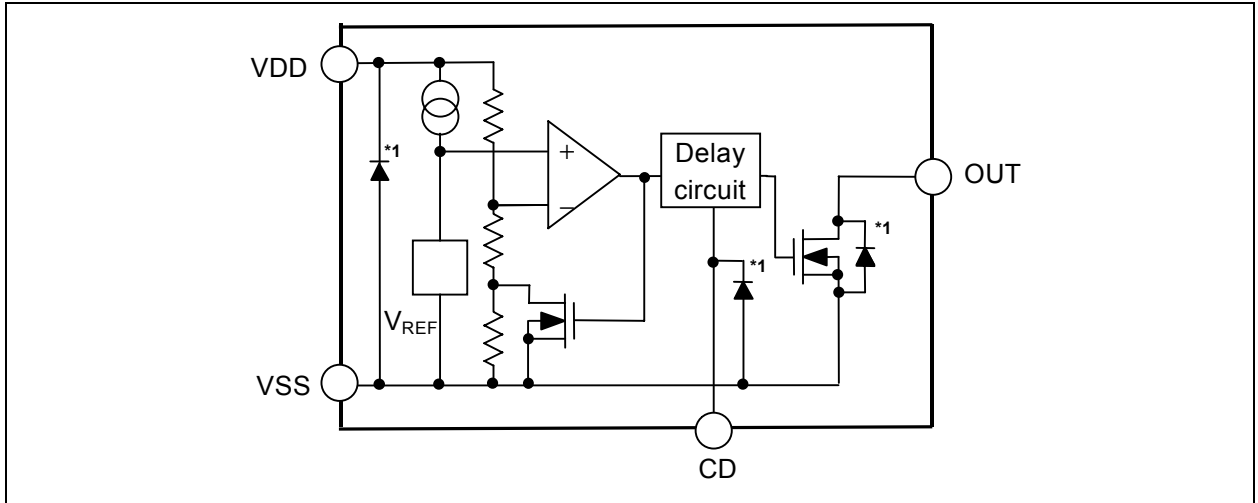 VDD
*1
+
−
Delay
circuit
OUT
*1
*1
V_REF
VSS
CD